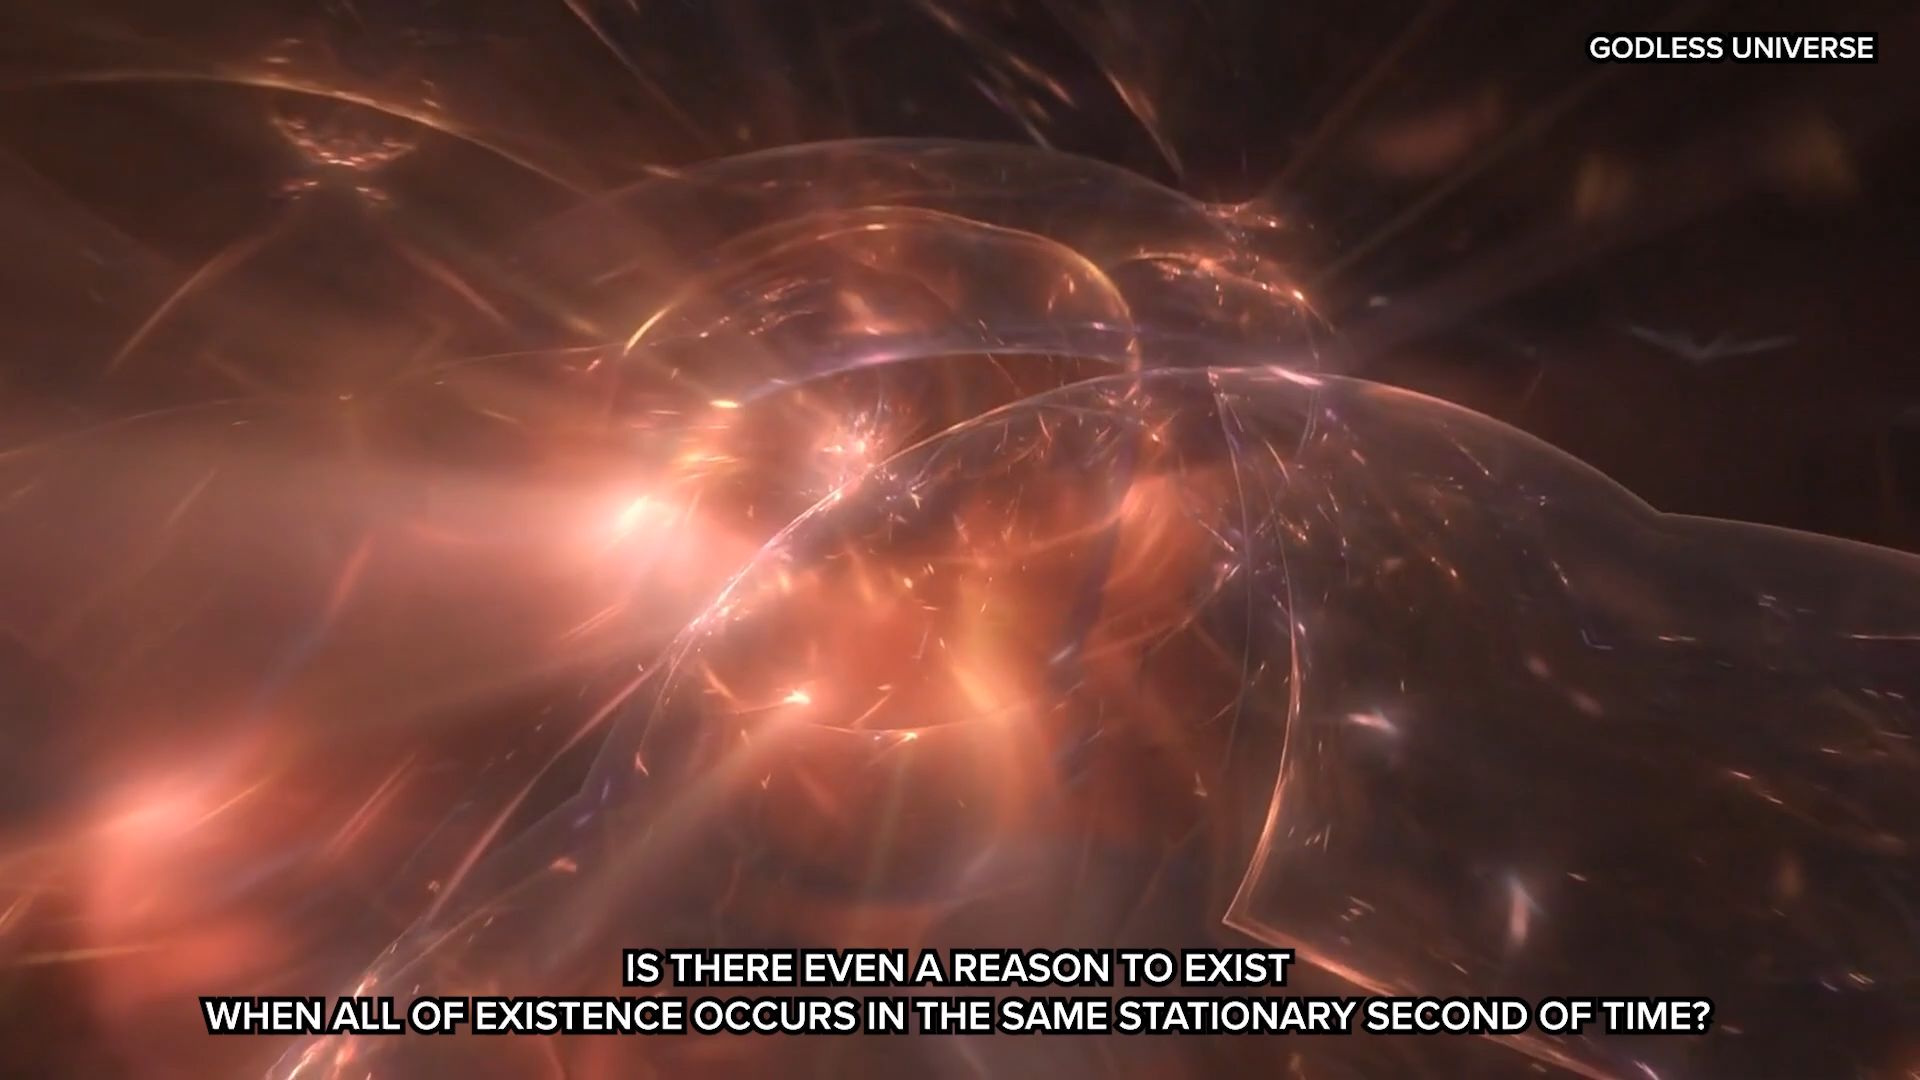 GODLESS UNIVERSE
IS THERE EVEN A REASON TO EXIST
WHEN ALL OF EXISTENCE OCCURS IN THE SAME STATIONARY SECOND OF TIME?